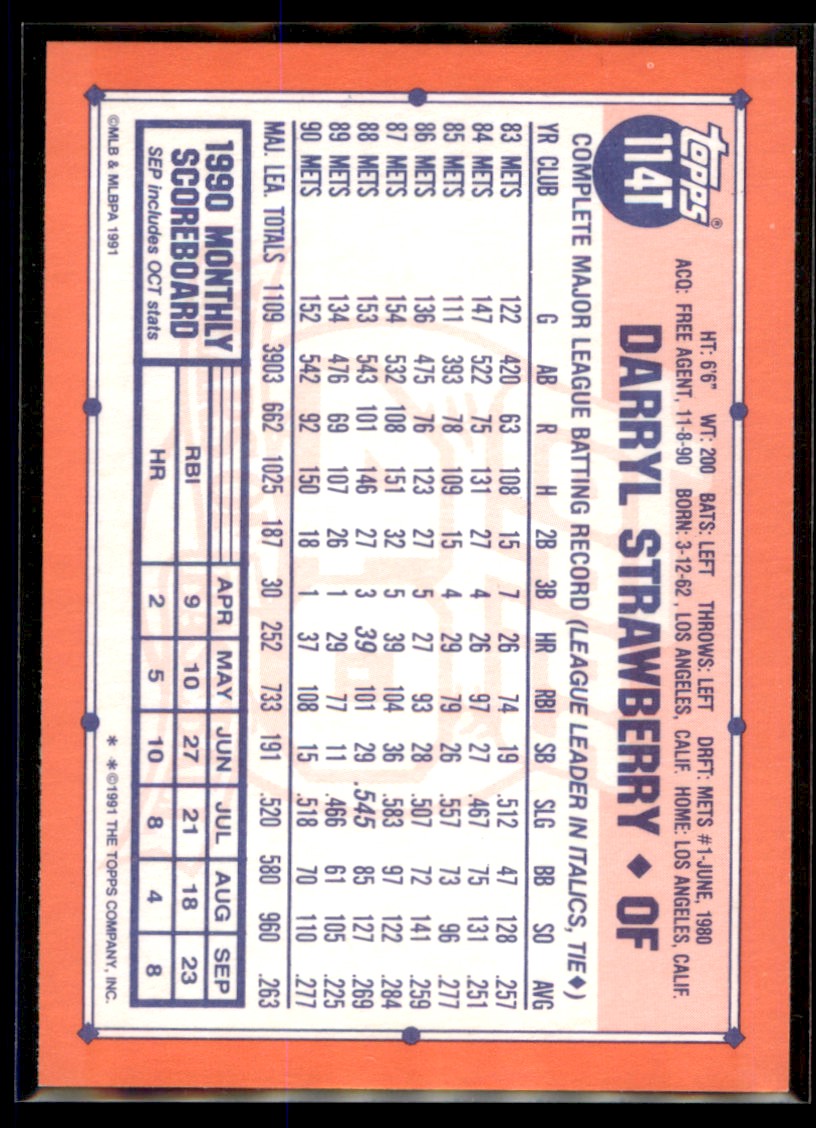 topps®
114T
HT: 6'6" WT: 200 BATS: LEFT THROWS: LEFT DRFT: METS #1-JUNE, 1980
ACQ: FREE AGENT, 11-8-90 BORN: 3-12-62, LOS ANGELES, CALIF. HOME: LOS ANGELES, CALIF.
DARRYL STRAWBERRY ◆ OF
COMPLETE MAJOR LEAGUE BATTING RECORD (LEAGUE LEADER IN ITALICS, TIE◆)
YR CLUB G AB R H 2B 3B HR RBI SB SLG BB SO AVG
83 METS 122 420 63 108 15 7 26 74 19 .512 47 128 .257
84 METS 147 522 75 131 27 4 26 97 27 .467 75 131 .251
85 METS 111 393 78 109 15 4 29 79 26 .557 73 96 .277
86 METS 136 475 76 123 27 5 27 93 28 .507 72 141 .259
87 METS 154 532 108 151 32 5 39 104 36 .583 97 122 .284
88 METS 153 543 101 146 27 3 39 101 29 .545 85 127 .269
89 METS 134 476 69 107 26 1 29 77 11 .466 61 105 .225
90 METS 152 542 92 150 18 1 37 108 15 .518 70 110 .277
MAJ. LEA. TOTALS 1109 3903 662 1025 187 30 252 733 191 .520 580 960 .263
1990 MONTHLY
SCOREBOARD
SEP includes OCT stats
APR MAY JUN JUL AUG SEP
RBI 9 10 27 21 18 23
HR 2 5 10 8 4 8
©MLB & MLBPA 1991
* *©1991 THE TOPPS COMPANY, INC.